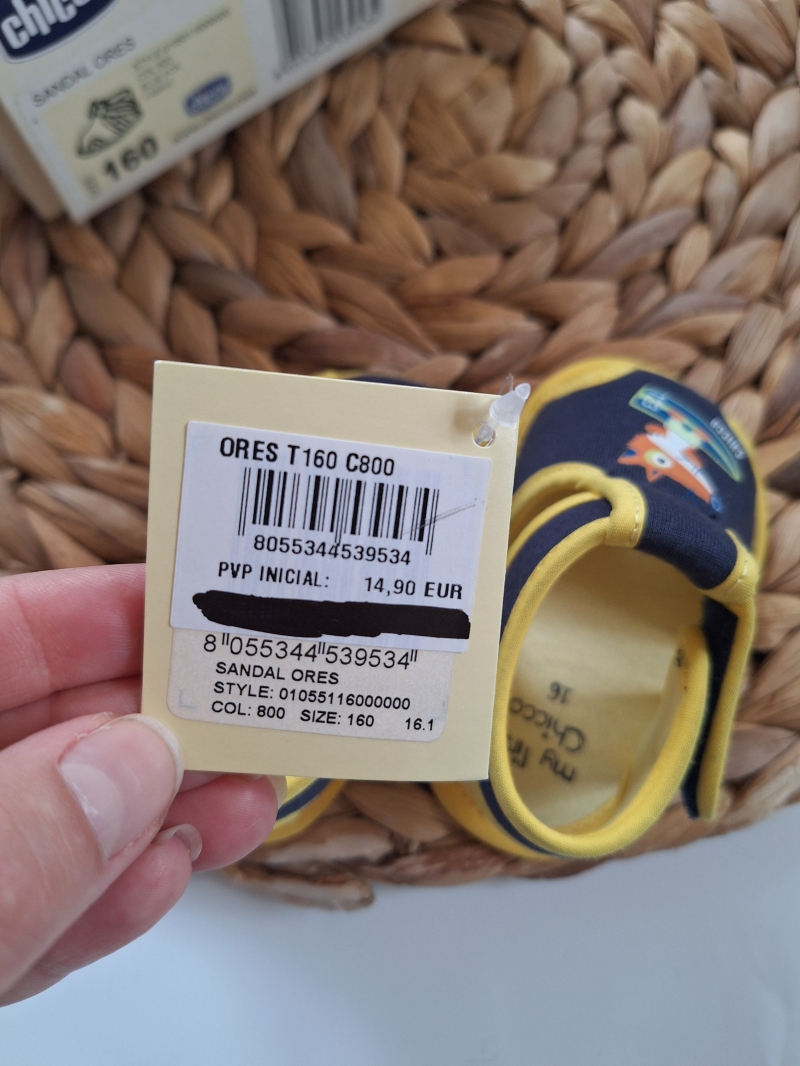 chicco
SANDAL ORES
160
ORES T160 C800
8055344539534
PVP INICIAL: 14,90 EUR
8"055344"539534"
SANDAL ORES
STYLE: 01055116000000
COL: 800 SIZE: 160 16.1
16
Chicco
my fir